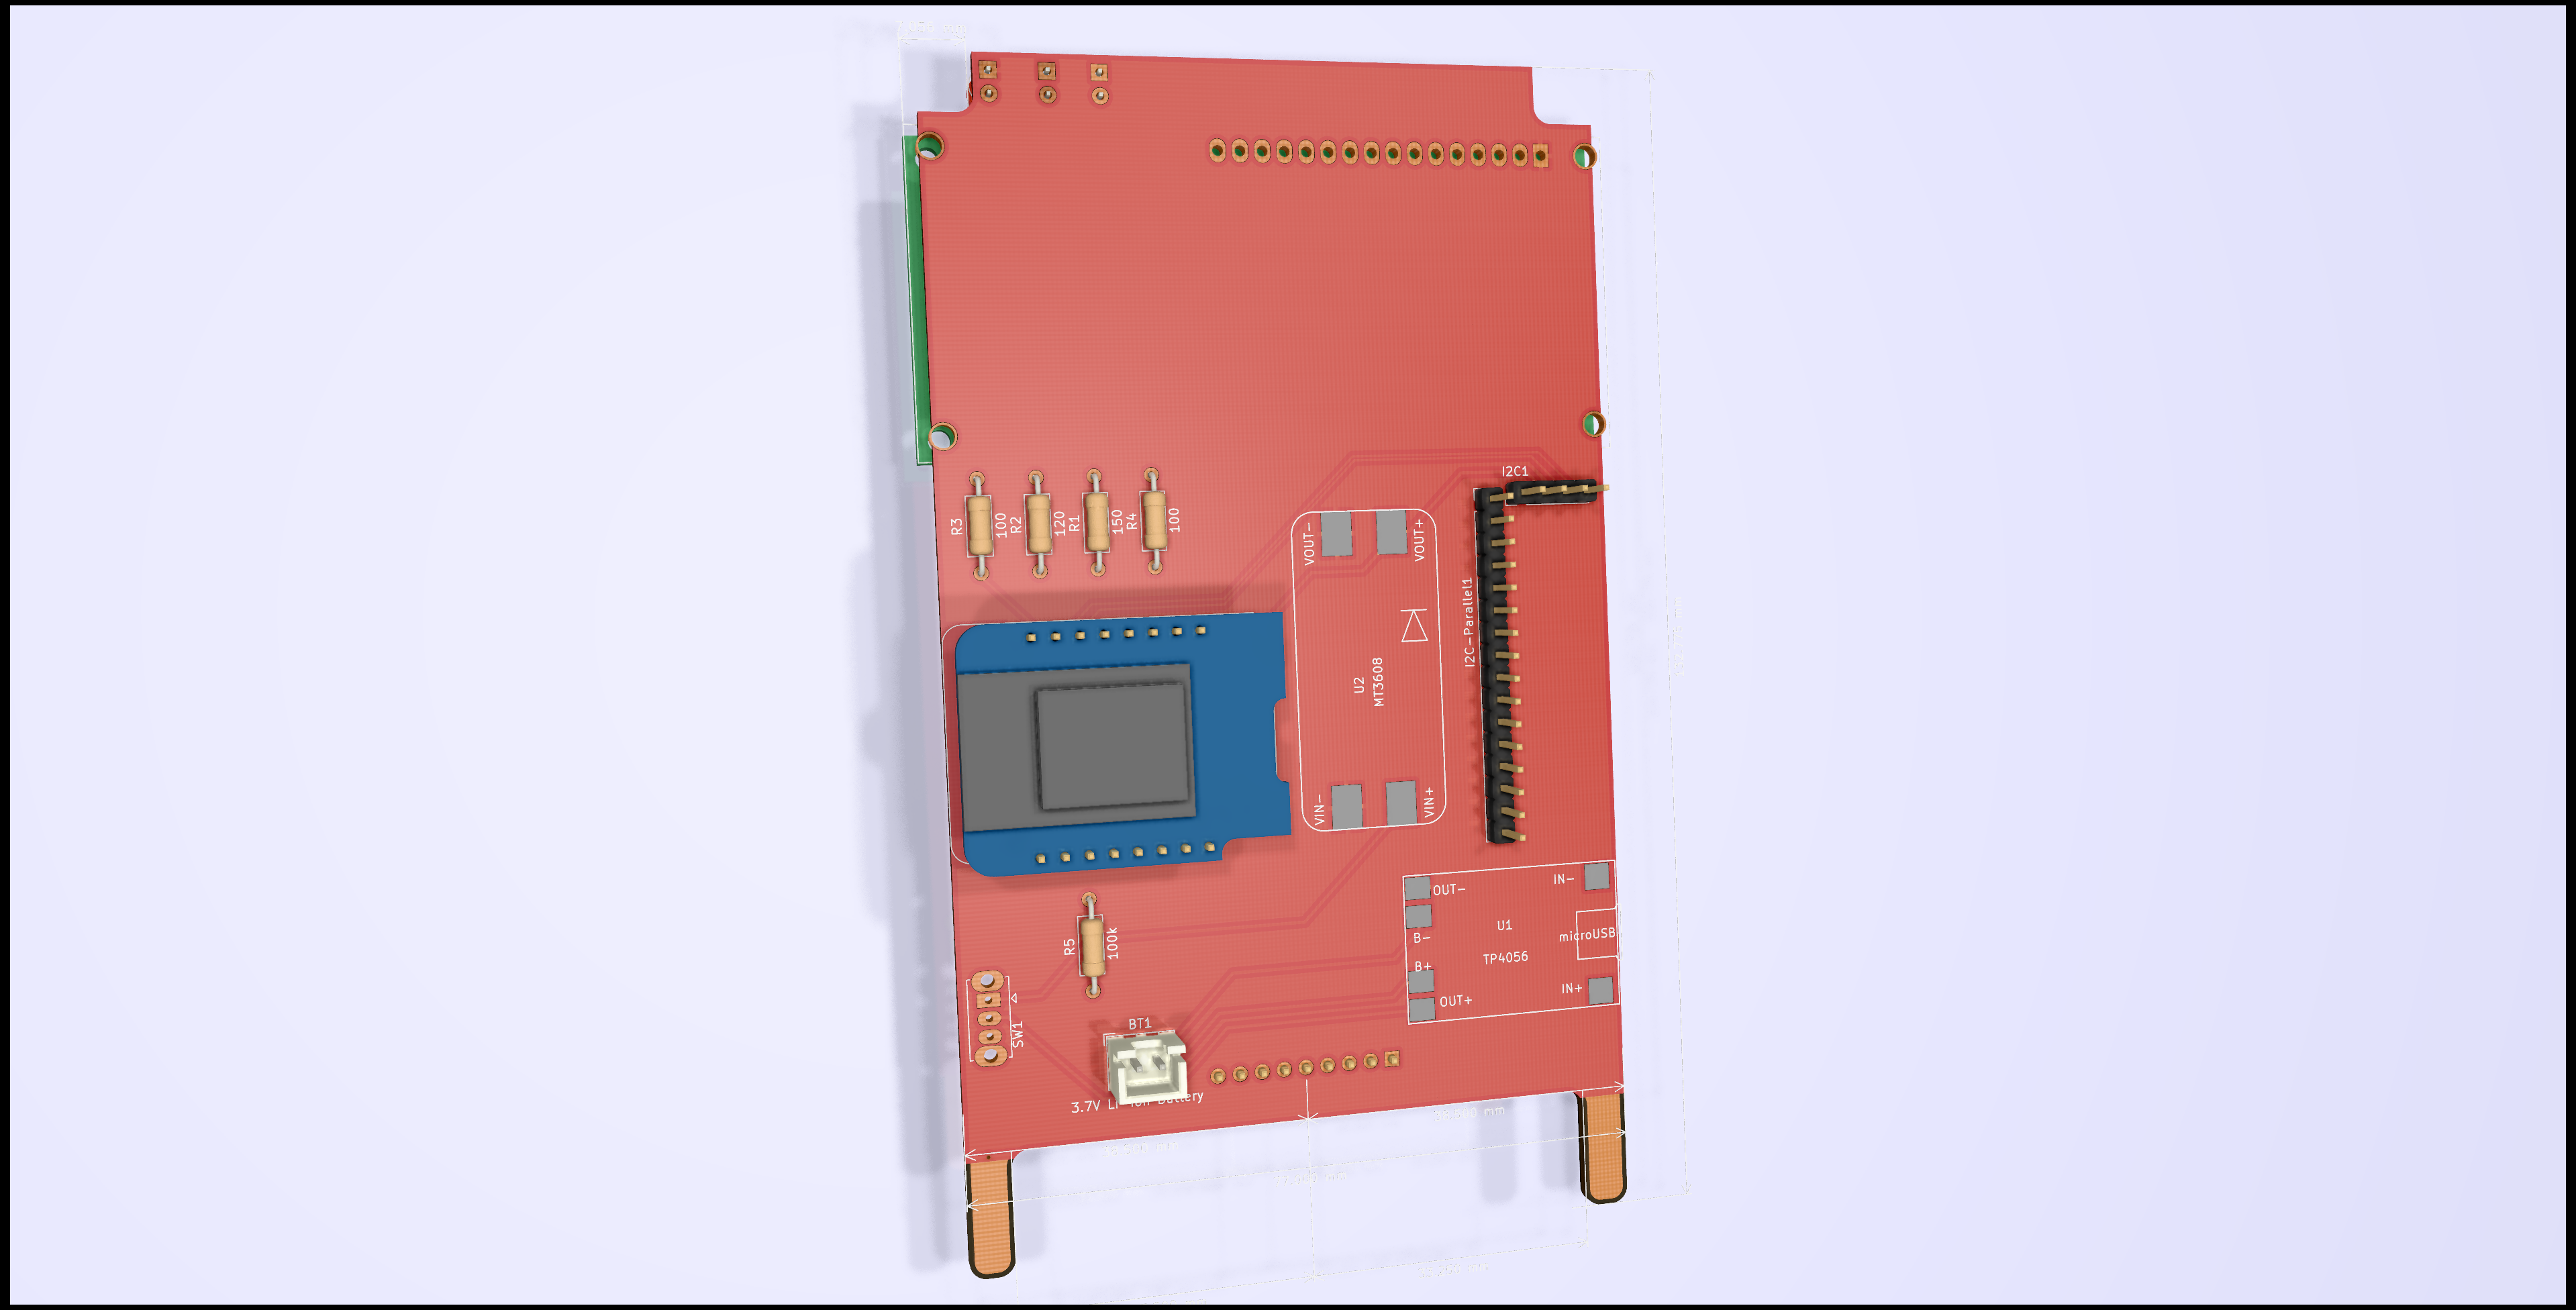 I2C1
R3
100
R2
120
R1
150
R4
100
VOUT-
VOUT+
I2C-Parallel1
U2
MT3608
VIN-
VIN+
OUT-
IN-
B-
U1
microUSB
TP4056
B+
OUT+
IN+
R5
100k
SW1
BT1
3.7V Li-Ion Battery